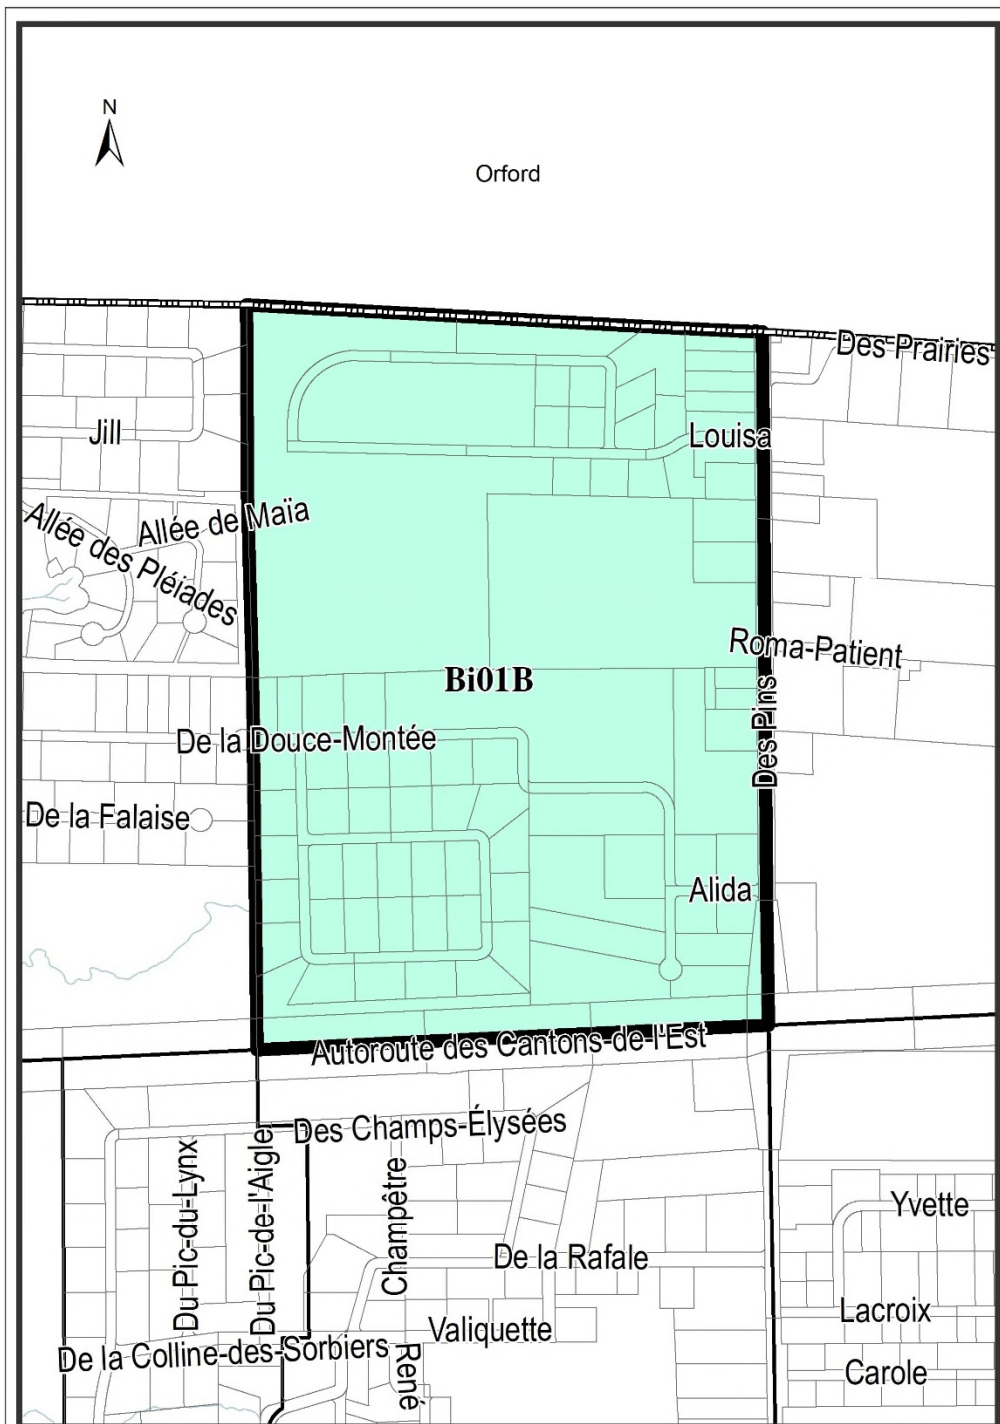 N
Orford
Des Prairies
Jill
Louisa
Allée de Maïa
Allée des Pléiades
Roma-Patient
Bi01B
Des Pins
De la Douce-Montée
De la Falaise
Alida
Autoroute des Cantons-de-l'Est
Des Champs-Élysées
Du Pic-du-Lynx
Du Pic-de-l'Aigle
Champêtre
Yvette
De la Rafale
Lacroix
Valiquette
De la Colline-des-Sorbiers
René
Carole